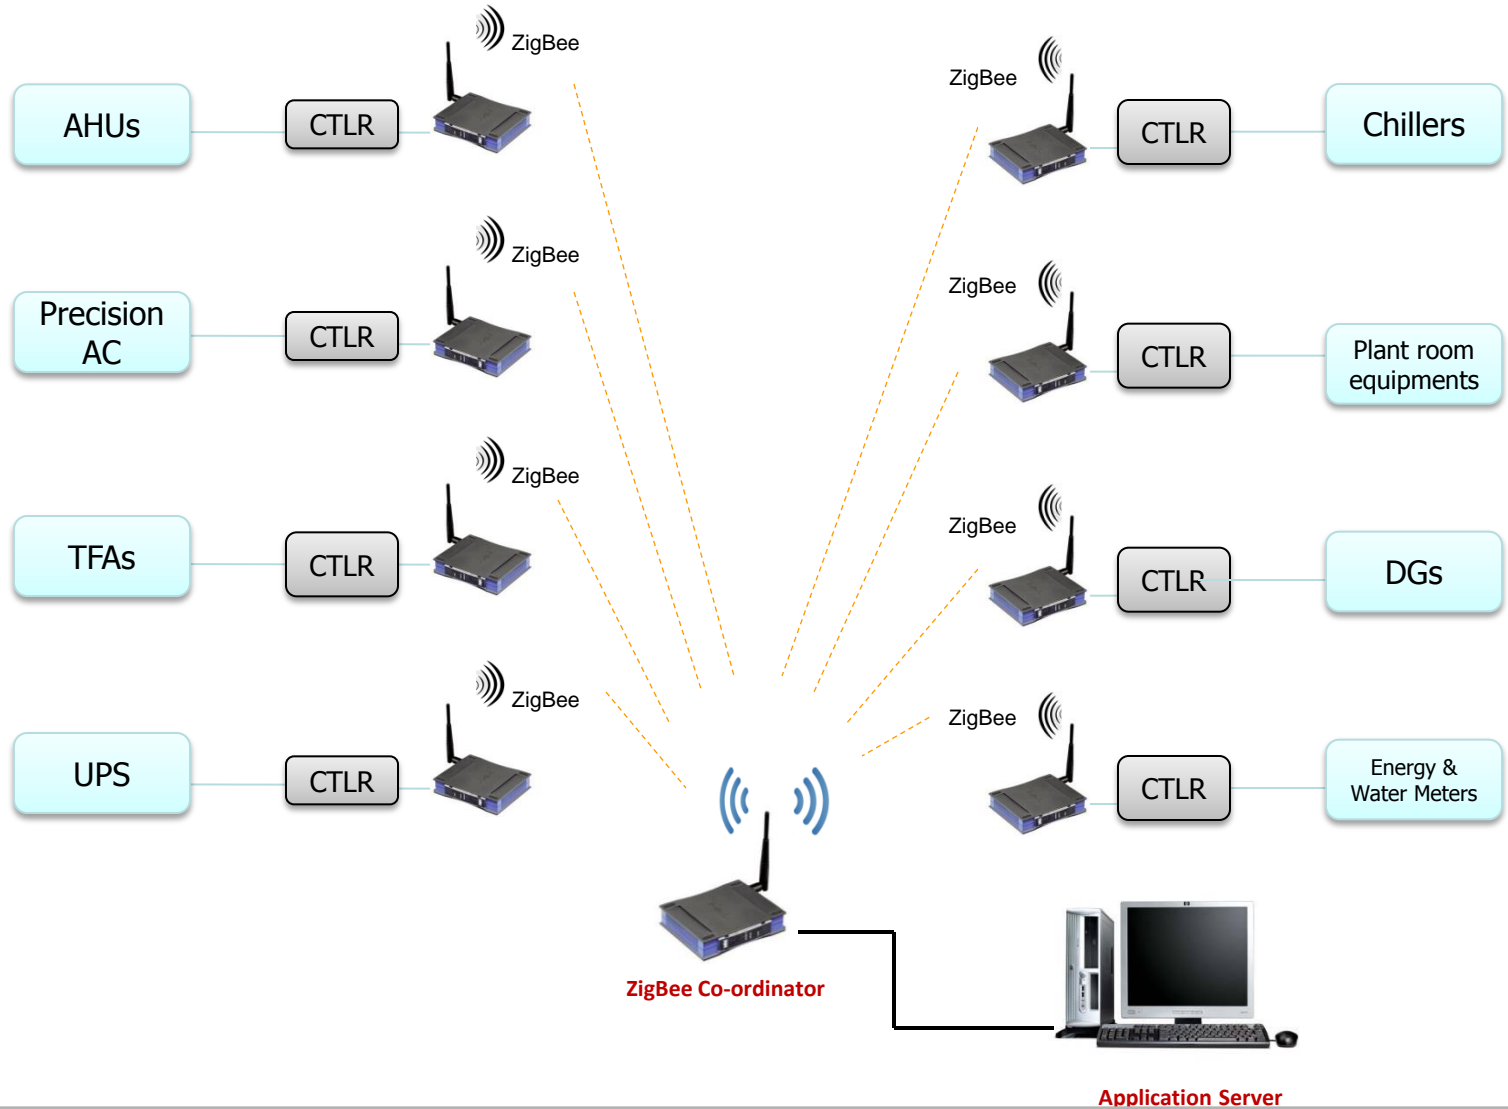 ZigBee
AHUs
CTLR
ZigBee
CTLR
Chillers
ZigBee
Precision
AC
CTLR
ZigBee
CTLR
Plant room
equipments
ZigBee
TFAs
CTLR
ZigBee
CTLR
DGs
ZigBee
UPS
CTLR
ZigBee
CTLR
Energy &
Water Meters
ZigBee Co-ordinator
Application Server